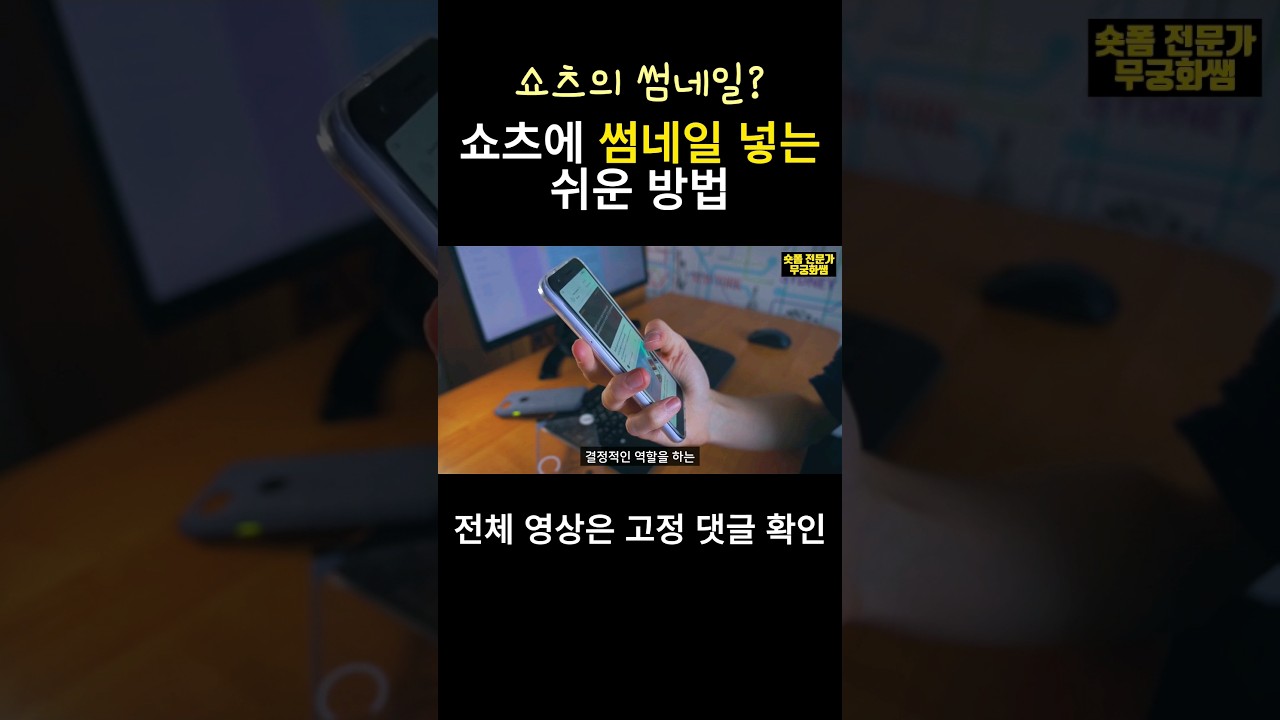 쇼츠의 썸네일?
쇼츠에 썸네일 넣는
쉬운 방법
숏폼 전문가
무궁화쌤
숏폼 전문가
무궁화쌤
결정적인 역할을 하는
전체 영상은 고정 댓글 확인